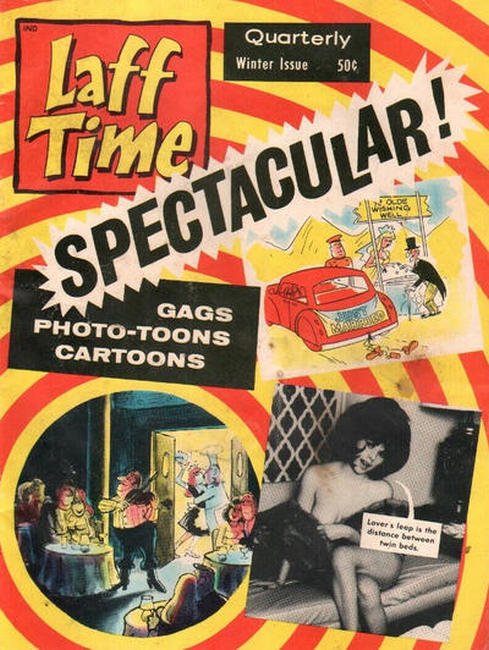 IND
Laff
Time
Quarterly
Winter Issue 50¢
SPECTACULAR!
YE OLDE
WISHING
WELL
JUST
MARRIED
GAGS
PHOTO-TOONS
CARTOONS
Lover's leap is the
distance between
twin beds.